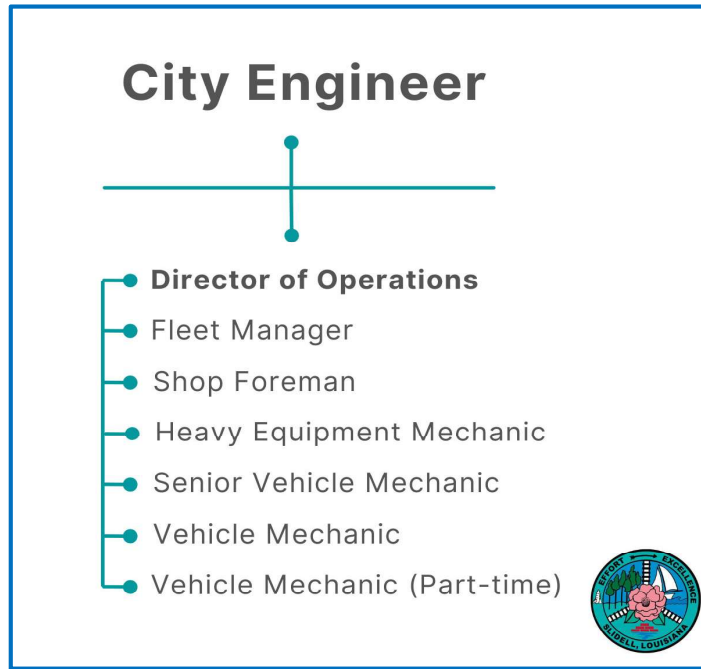 City Engineer
Director of Operations
Fleet Manager
Shop Foreman
Heavy Equipment Mechanic
Senior Vehicle Mechanic
Vehicle Mechanic
Vehicle Mechanic (Part-time)
EFFORT EXCELLENCE
SLIDELL, LOUISIANA